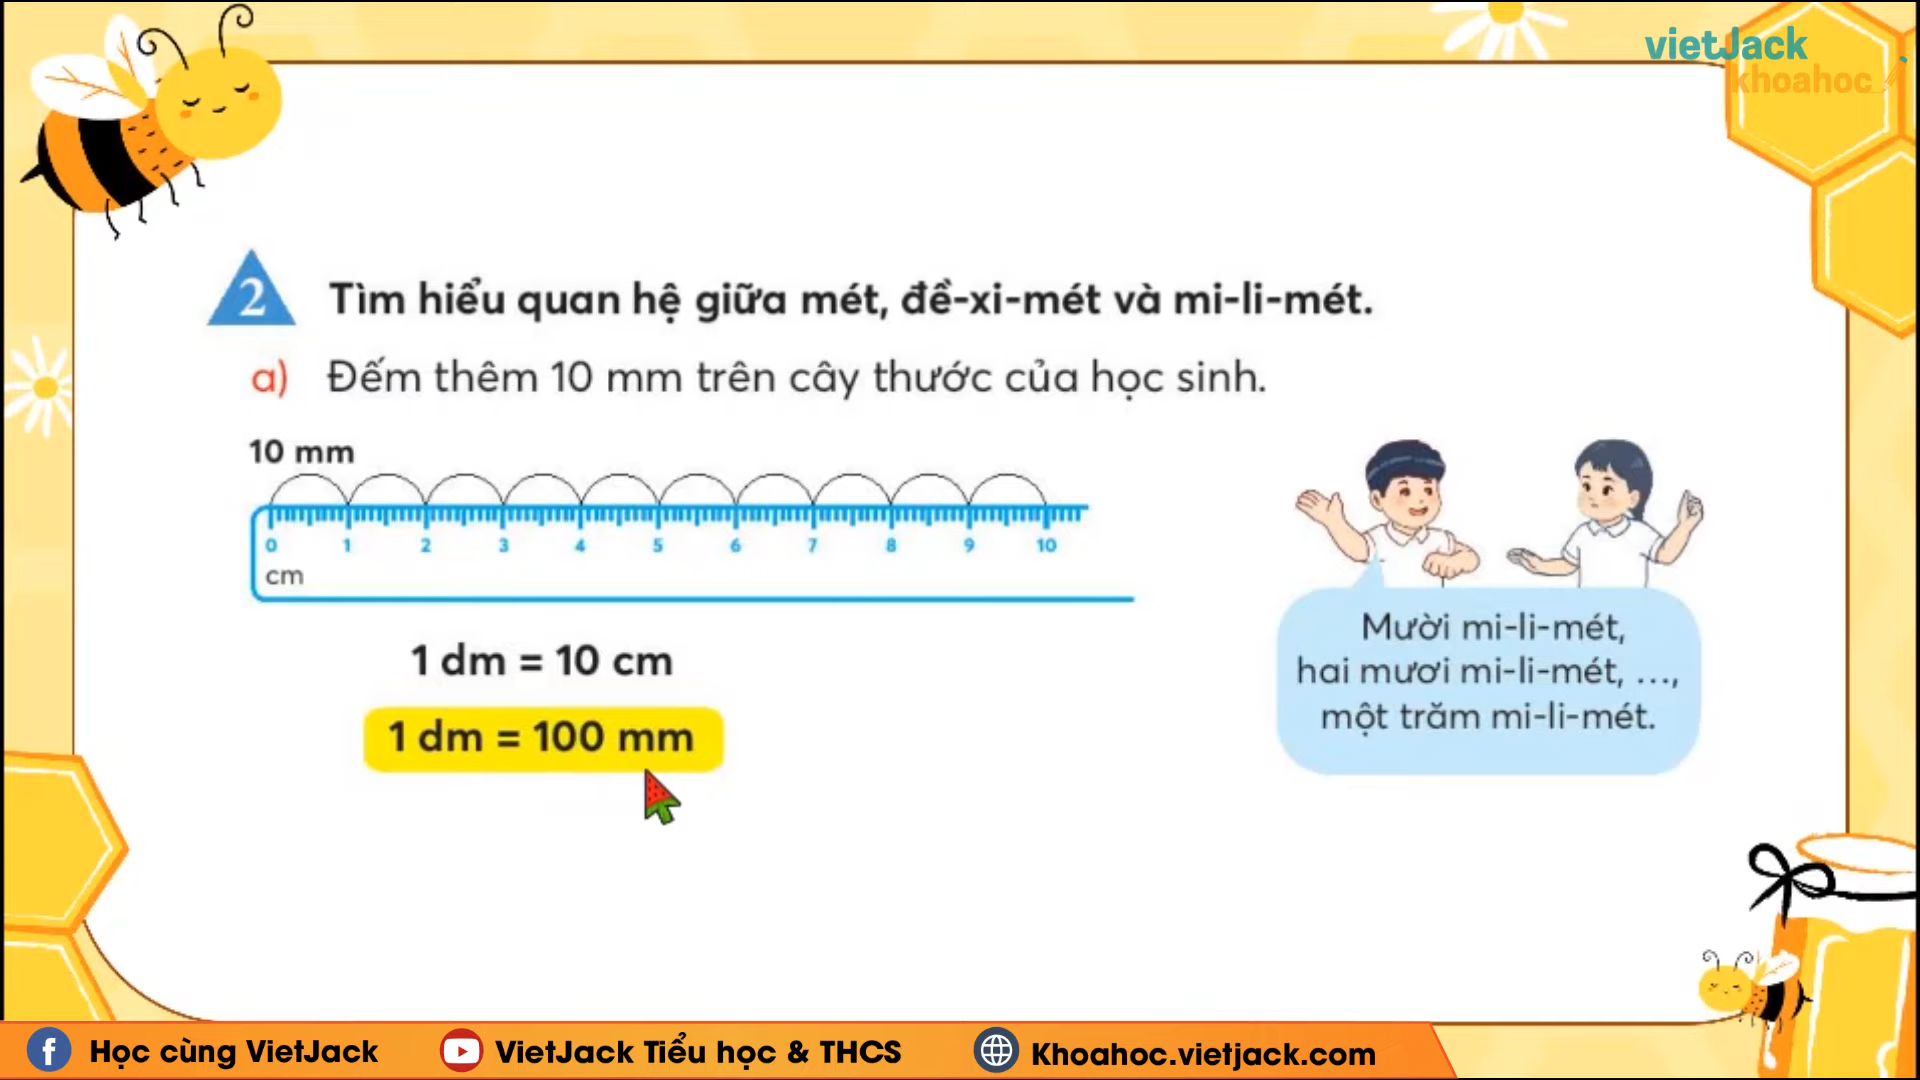 vietJack
khoahoc
2 Tìm hiểu quan hệ giữa mét, đề-xi-mét và mi-li-mét.
a) Đếm thêm 10 mm trên cây thước của học sinh.
10 mm
0 1 2 3 4 5 6 7 8 9 10
cm
1 dm = 10 cm
1 dm = 100 mm
Mười mi-li-mét,
hai mươi mi-li-mét, ...,
một trăm mi-li-mét.
Học cùng VietJack
VietJack Tiểu học & THCS
Khoahoc.vietjack.com